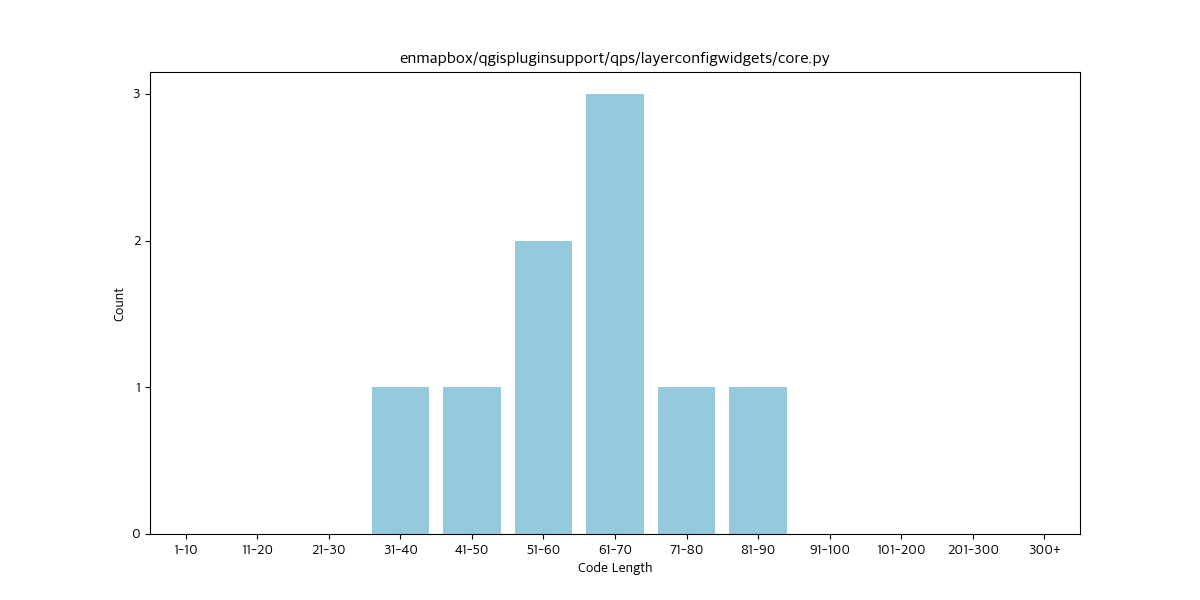 enmapbox/qgispluginsupport/qps/layerconfigwidgets/core.py
3
2
1
0
Count
1-10 11-20 21-30 31-40 41-50 51-60 61-70 71-80 81-90 91-100 101-200 201-300 300+
Code Length